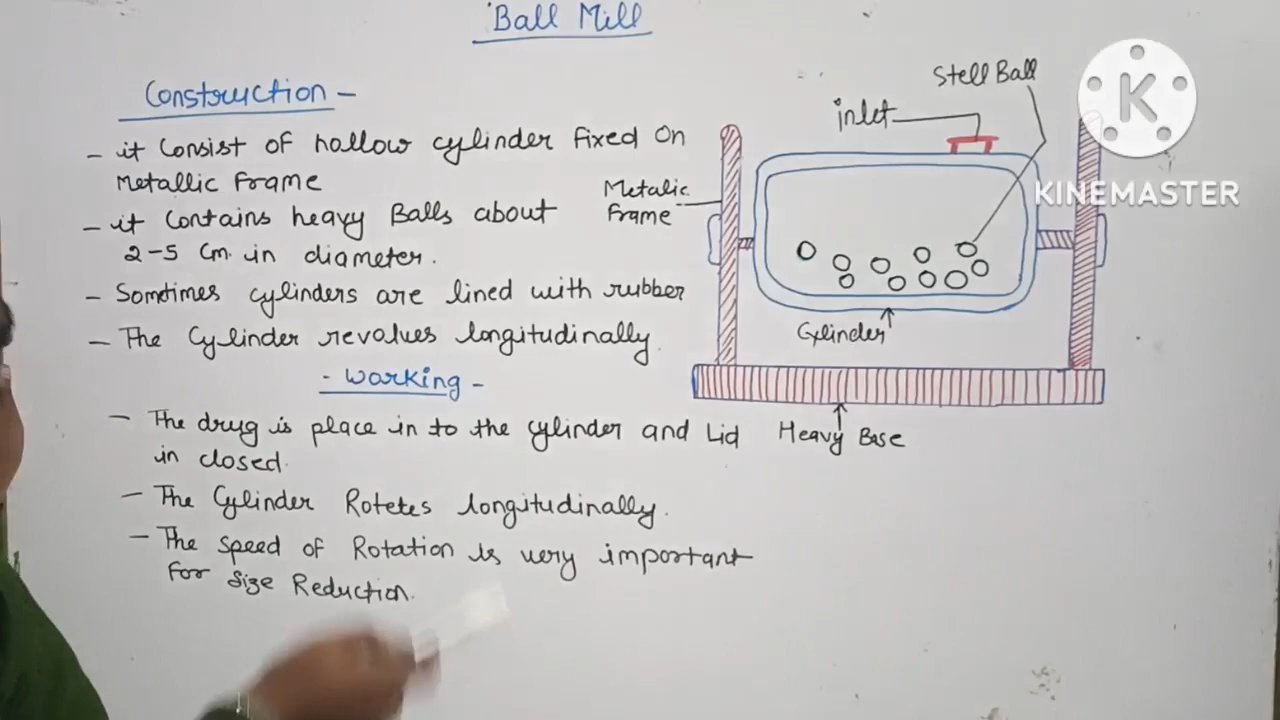 Ball Mill
Construction -
- it Consist of hollow cylinder fixed On
Metallic frame
- it Contains heavy Balls about
2-5 Cm. in diameter.
- Sometimes cylinders are lined with rubber
- The Cylinder revalues longitudinally.
- Working -
- The drug is place in to the cylinder and Lid
in closed.
- The Cylinder Rotetes longitudinally.
- The Speed of Rotation is very important
for Size Reduction.
Stell Ball
inlet
Metalic
frame
Cylinder
Heavy Base
K
KINEMASTER